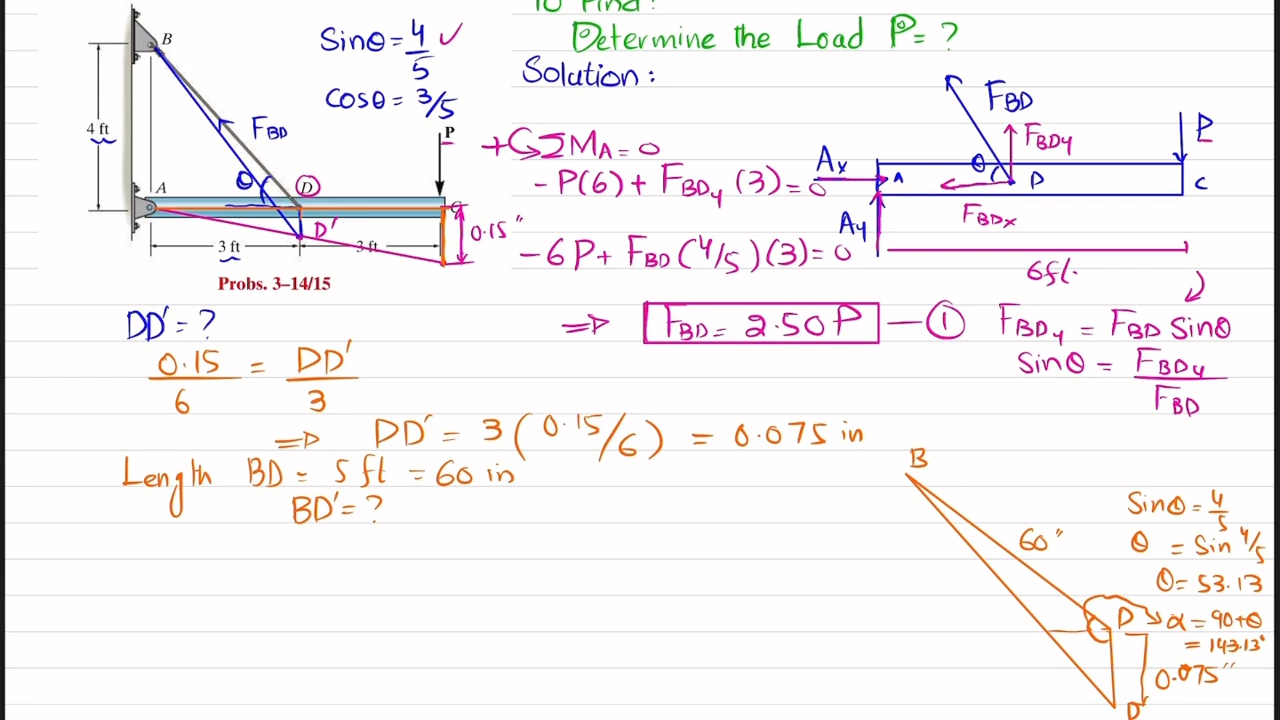 To Find:
Determine the Load P = ?
Solution:
B
Sinθ = 4/5 ✓
cosθ = 3/5
4 ft
F_BD
P
θ
A
D
C
D'
0.15"
3 ft
3 ft
Probs. 3–14/15
+ ΣM_A = 0
- P(6) + F_BDy (3) = 0
- 6P + F_BD (4/5)(3) = 0
⇒ F_BD = 2.50P — ①
F_BD
F_BDy
P
θ
A_x
A
D
C
F_BDx
A_y
6ft.
F_BDy = F_BD Sinθ
Sinθ = F_BDy / F_BD
DD' = ?
0.15/6 = DD'/3
⇒ DD' = 3 (0.15/6) = 0.075 in
Length BD = 5 ft = 60 in
BD' = ?
B
60"
D
D'
0.075"
Sinθ = 4/5
θ = Sin 4/5
θ = 53.13
α = 90+θ
= 143.13°